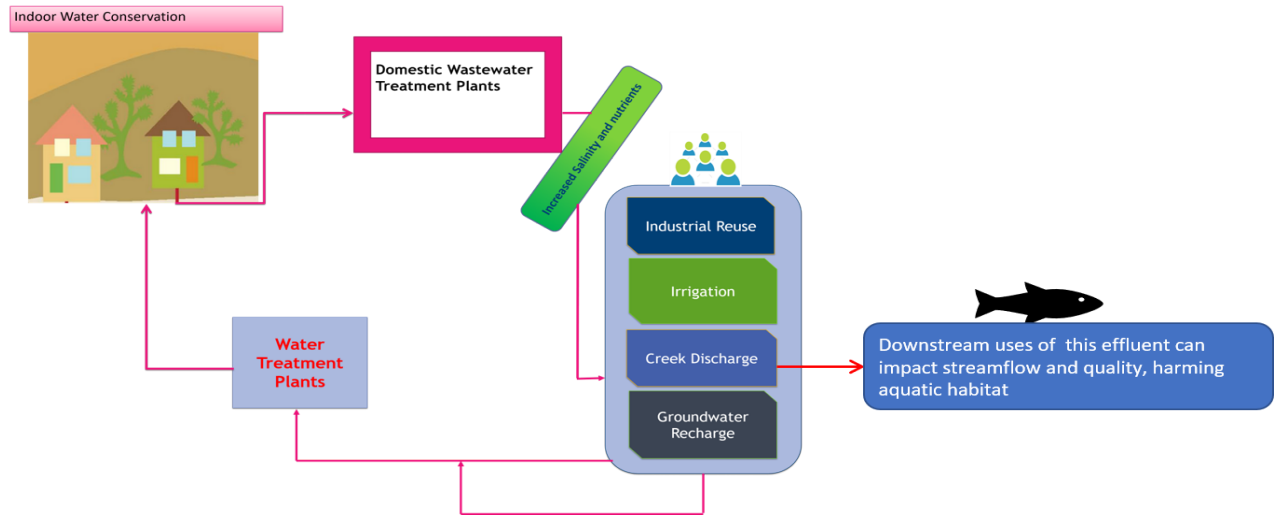 Indoor Water Conservation
Domestic Wastewater
Treatment Plants
Increased Salinity and nutrients
Industrial Reuse
Irrigation
Creek Discharge
Groundwater
Recharge
Water
Treatment
Plants
Downstream uses of  this effluent can
impact streamflow and quality, harming
aquatic habitat